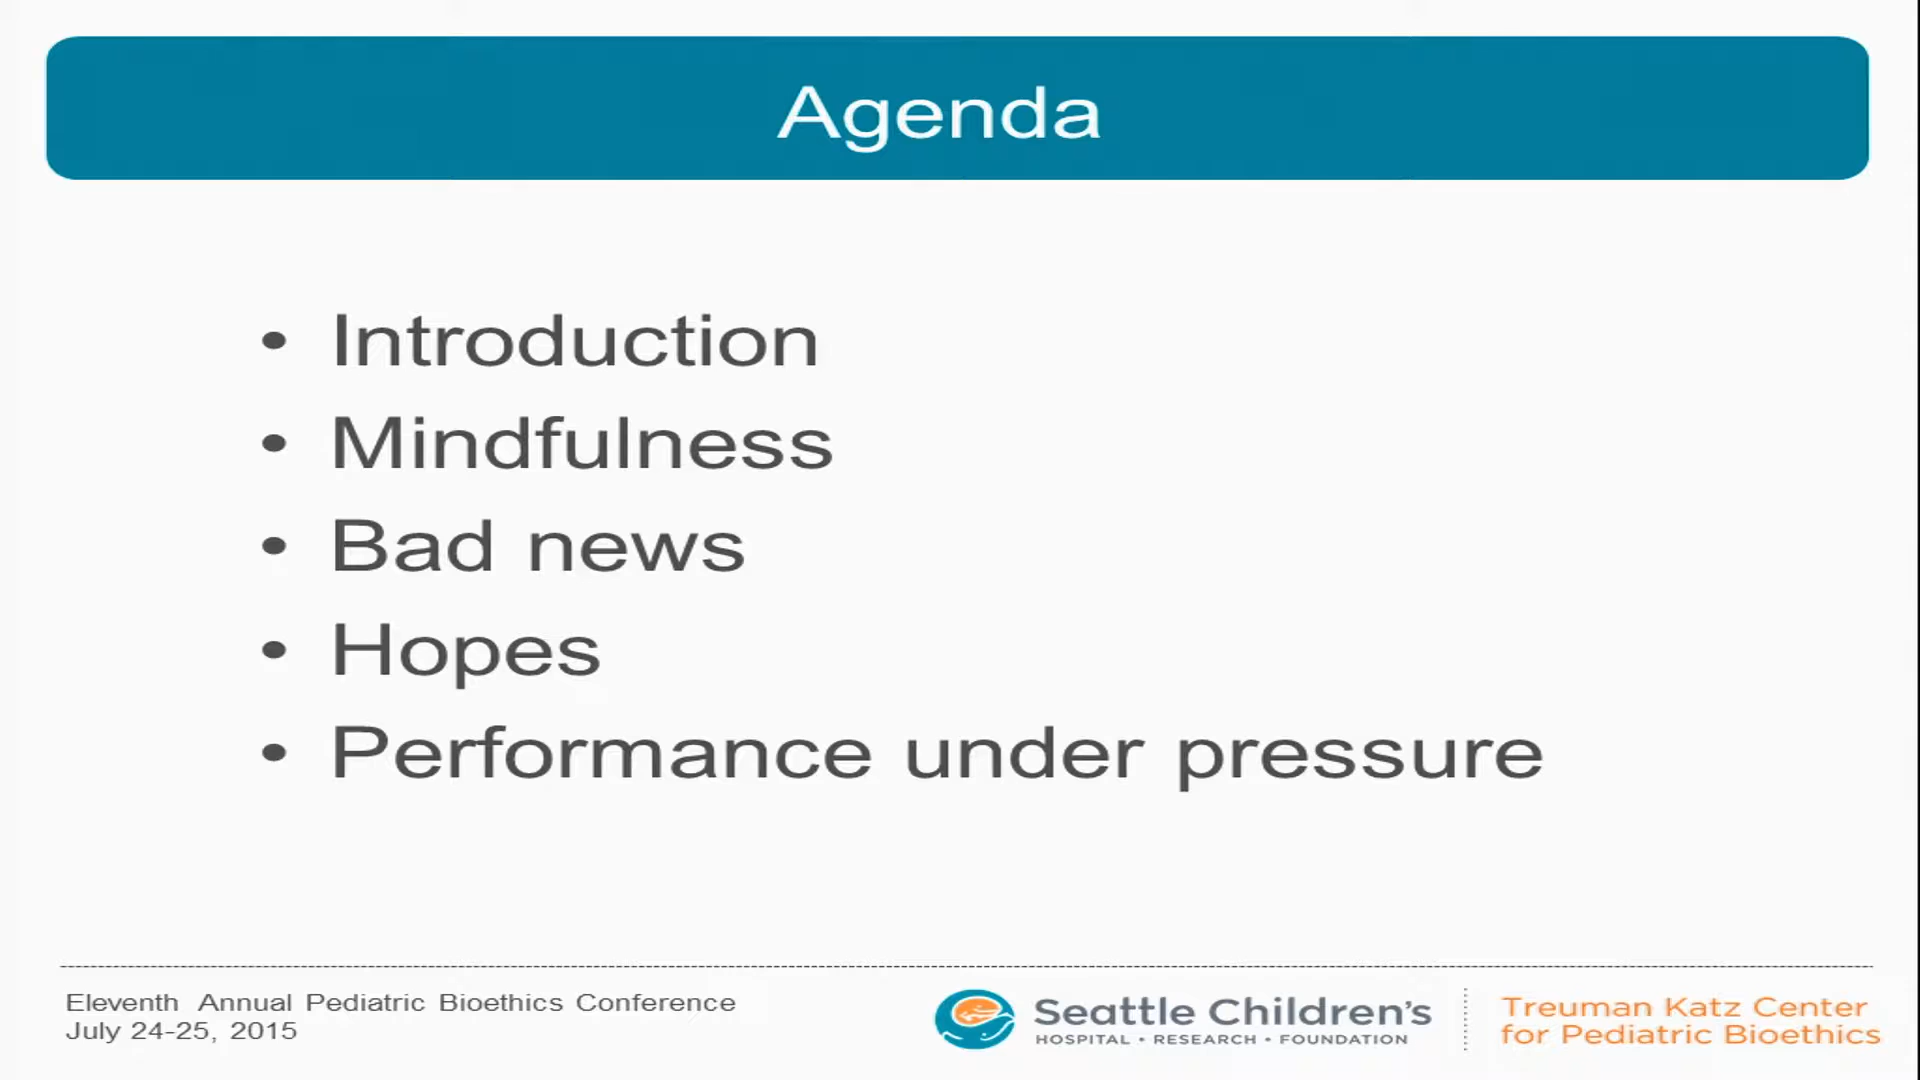 Agenda
• Introduction
• Mindfulness
• Bad news
• Hopes
• Performance under pressure
Eleventh Annual Pediatric Bioethics Conference
July 24-25, 2015
Seattle Children's
HOSPITAL • RESEARCH • FOUNDATION
Treuman Katz Center
for Pediatric Bioethics